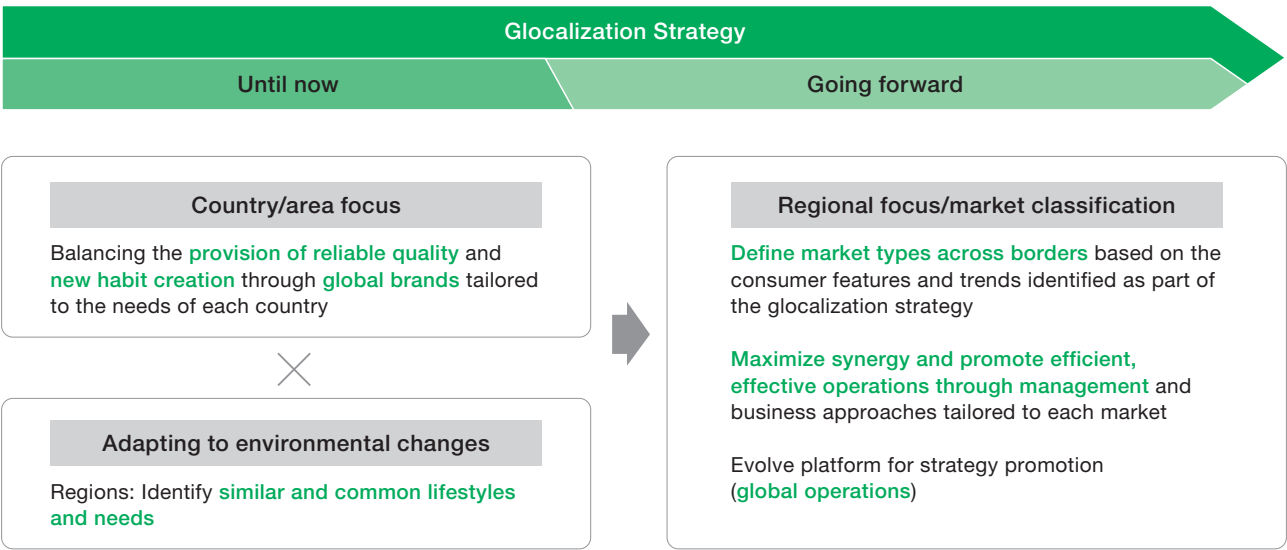 Glocalization Strategy
Until now
Going forward
Country/area focus
Balancing the provision of reliable quality and
new habit creation through global brands tailored
to the needs of each country
Adapting to environmental changes
Regions: Identify similar and common lifestyles
and needs
Regional focus/market classification
Define market types across borders based on the
consumer features and trends identified as part of
the glocalization strategy
Maximize synergy and promote efficient,
effective operations through management and
business approaches tailored to each market
Evolve platform for strategy promotion
(global operations)